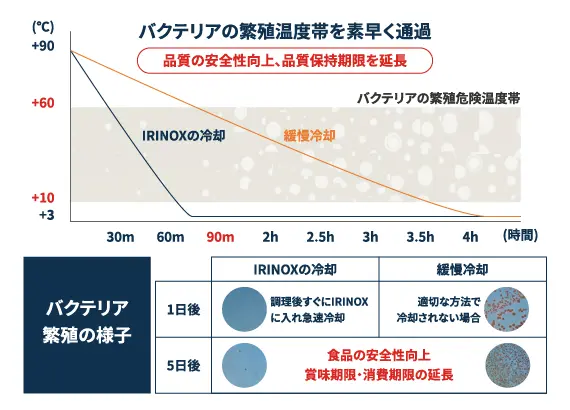 バクテリアの繁殖温度帯を素早く通過
品質の安全性向上、品質保持期限を延長
(℃)
+90
+60
+10
+3
バクテリアの繁殖危険温度帯
IRINOXの冷却
緩慢冷却
30m 60m 90m 2h 2.5h 3h 3.5h 4h (時間)
バクテリア
繁殖の様子
IRINOXの冷却
緩慢冷却
1日後
調理後すぐにIRINOX
に入れ急速冷却
適切な方法で
冷却されない場合
5日後
食品の安全性向上
賞味期限・消費期限の延長